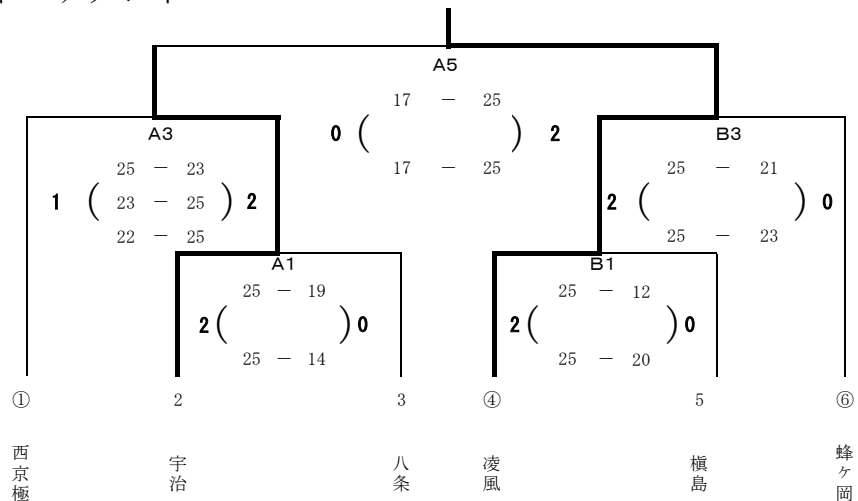 A5
17 － 25
0 ( ) 2
17 － 25
A3
25 － 23
1 ( 23 － 25 ) 2
22 － 25
B3
25 － 21
2 ( ) 0
25 － 23
A1
25 － 19
2 ( ) 0
25 － 14
B1
25 － 12
2 ( ) 0
25 － 20
① 2 3 ④ 5 ⑥
西京極
宇治
八条
凌風
槇島
蜂ヶ岡